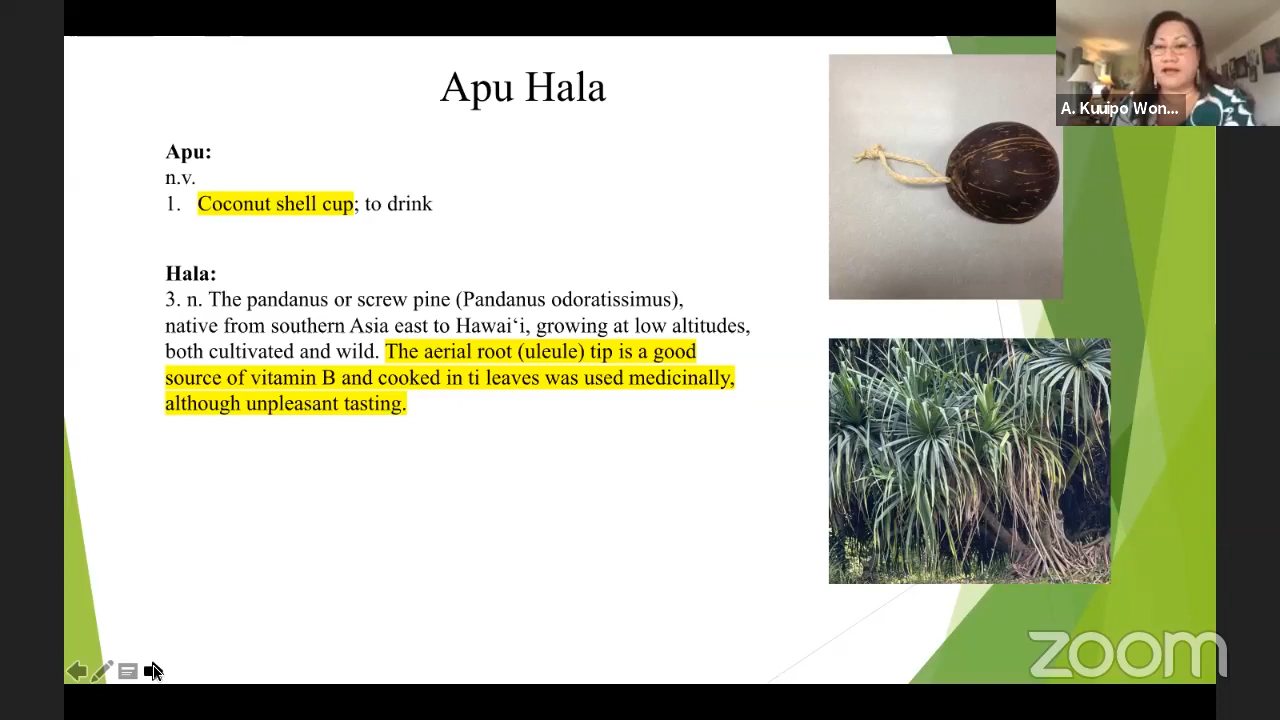 Apu Hala
Apu:
n.v.
1. Coconut shell cup; to drink
Hala:
3. n. The pandanus or screw pine (Pandanus odoratissimus),
native from southern Asia east to Hawaiʻi, growing at low altitudes,
both cultivated and wild. The aerial root (uleule) tip is a good
source of vitamin B and cooked in ti leaves was used medicinally,
although unpleasant tasting.
A. Kuuipo Won...
zoom